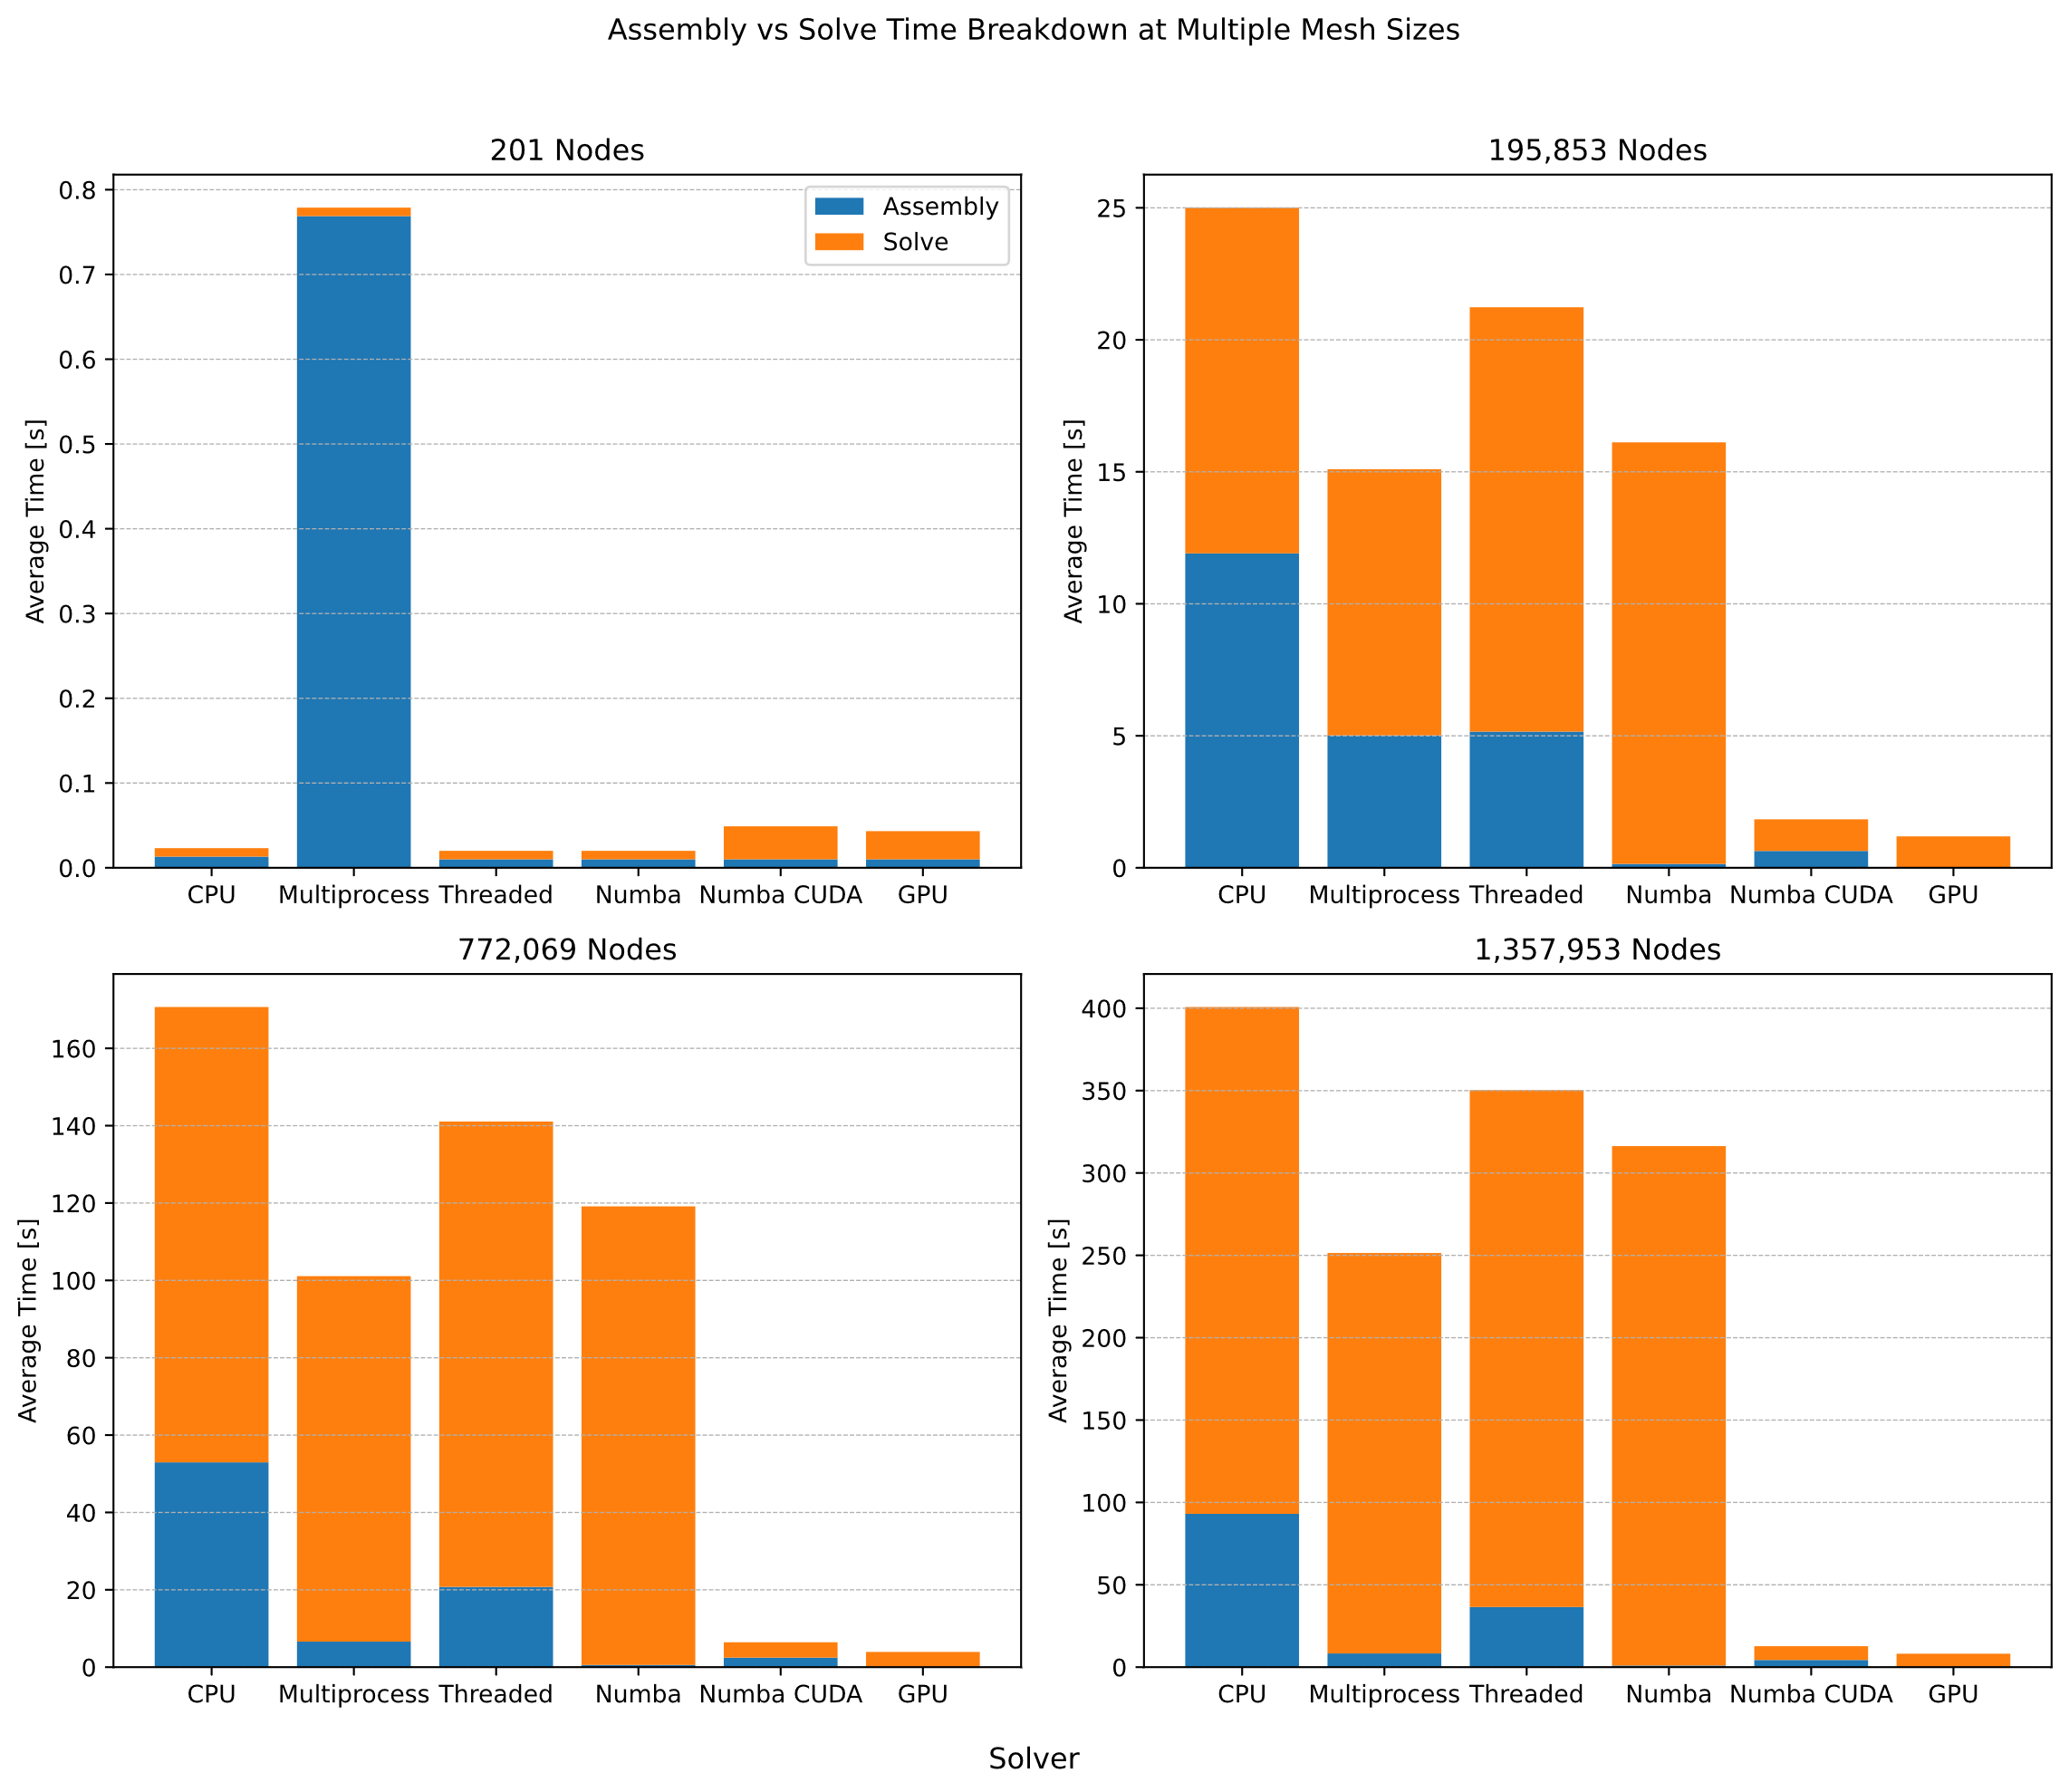 Assembly vs Solve Time Breakdown at Multiple Mesh Sizes
201 Nodes
Average Time [s]
0.8
0.7
0.6
0.5
0.4
0.3
0.2
0.1
0.0
Assembly
Solve
CPU Multiprocess Threaded Numba Numba CUDA GPU
195,853 Nodes
Average Time [s]
25
20
15
10
5
0
CPU Multiprocess Threaded Numba Numba CUDA GPU
772,069 Nodes
Average Time [s]
160
140
120
100
80
60
40
20
0
CPU Multiprocess Threaded Numba Numba CUDA GPU
1,357,953 Nodes
Average Time [s]
400
350
300
250
200
150
100
50
0
CPU Multiprocess Threaded Numba Numba CUDA GPU
Solver